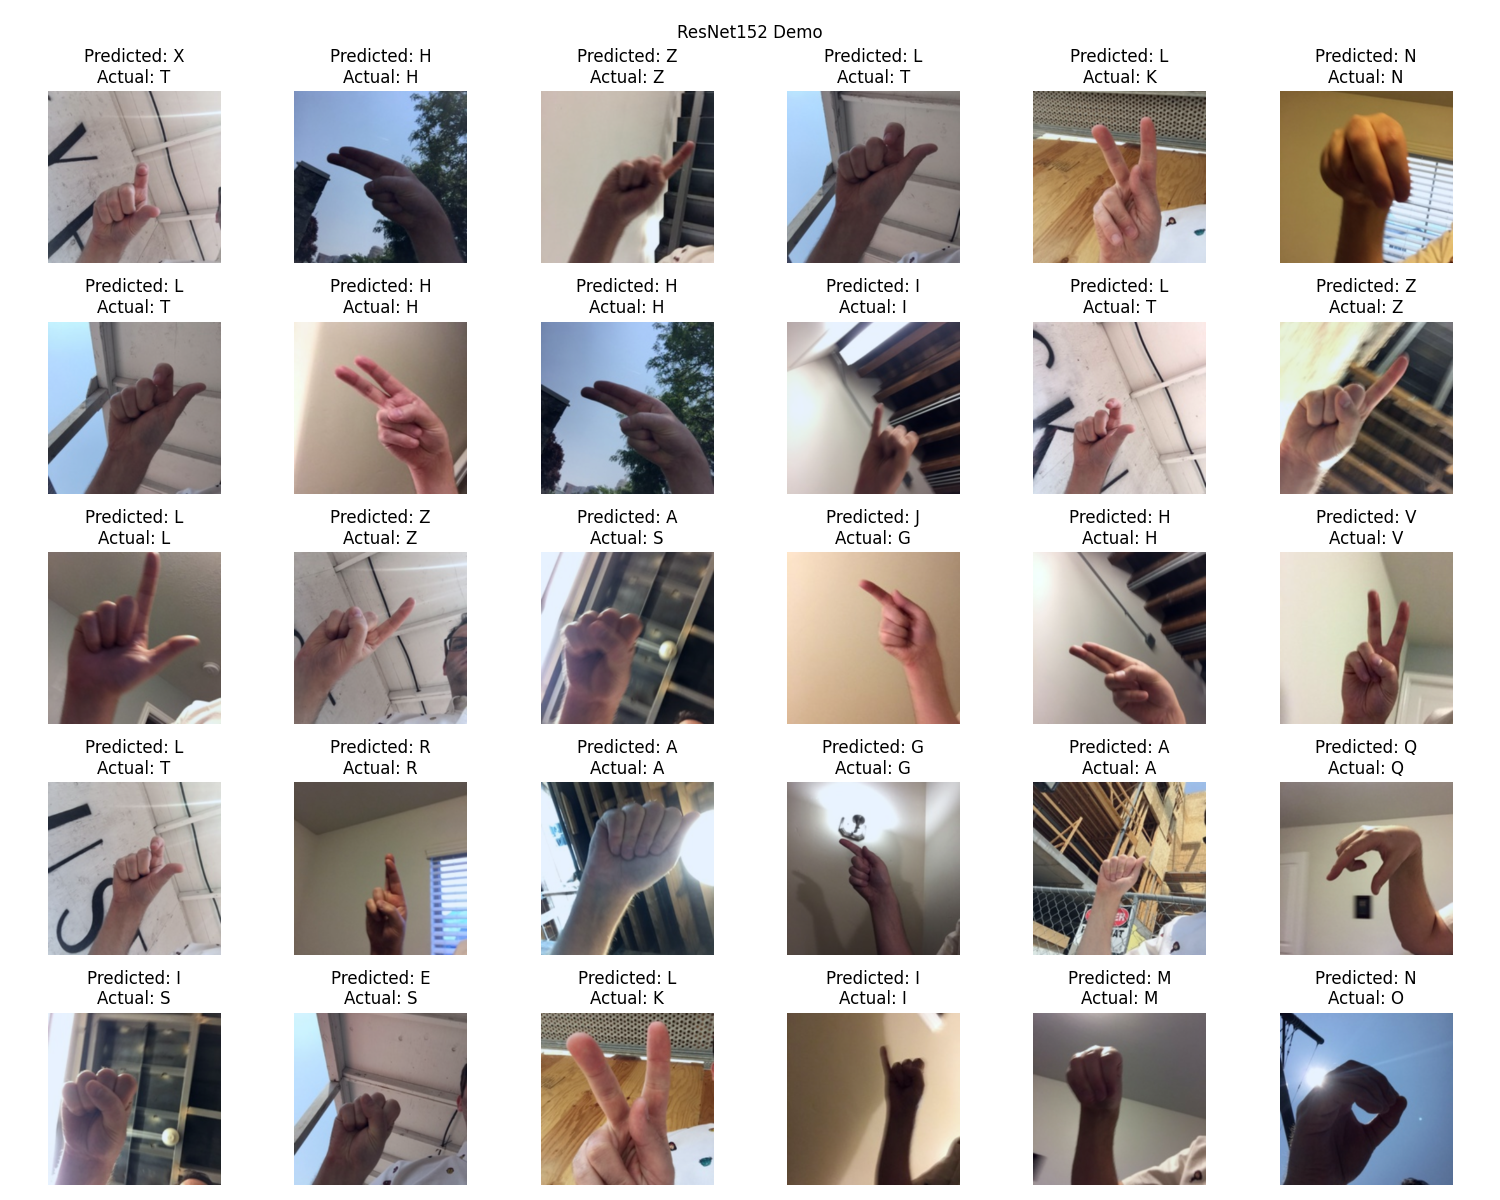 ResNet152 Demo
Predicted: X
Actual: T
Predicted: H
Actual: H
Predicted: Z
Actual: Z
Predicted: L
Actual: T
Predicted: L
Actual: K
Predicted: N
Actual: N
Predicted: L
Actual: T
Predicted: H
Actual: H
Predicted: H
Actual: H
Predicted: I
Actual: I
Predicted: L
Actual: T
Predicted: Z
Actual: Z
Predicted: L
Actual: L
Predicted: Z
Actual: Z
Predicted: A
Actual: S
Predicted: J
Actual: G
Predicted: H
Actual: H
Predicted: V
Actual: V
Predicted: L
Actual: T
Predicted: R
Actual: R
Predicted: A
Actual: A
Predicted: G
Actual: G
Predicted: A
Actual: A
Predicted: Q
Actual: Q
Predicted: I
Actual: S
Predicted: E
Actual: S
Predicted: L
Actual: K
Predicted: I
Actual: I
Predicted: M
Actual: M
Predicted: N
Actual: O